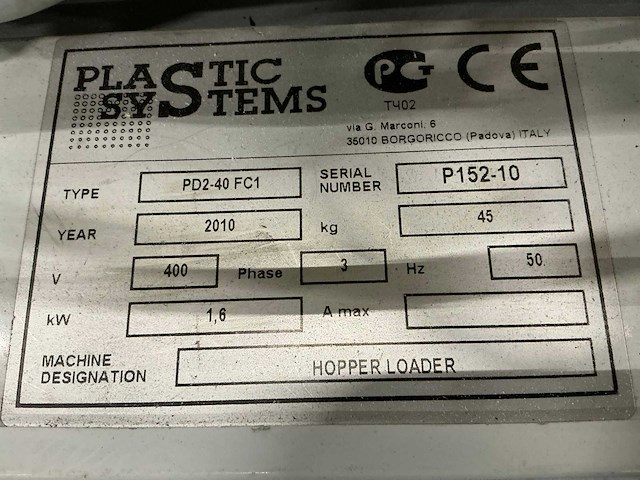 PLASTIC
SYSTEMS
PCT CE
TЧ02
via G. Marconi. 6
35010 BORGORICCO (Padova) ITALY
TYPE PD2-40 FC1 SERIAL NUMBER P152-10
YEAR 2010 kg 45
V 400 Phase 3 Hz 50
kW 1,6 A max
MACHINE DESIGNATION HOPPER LOADER